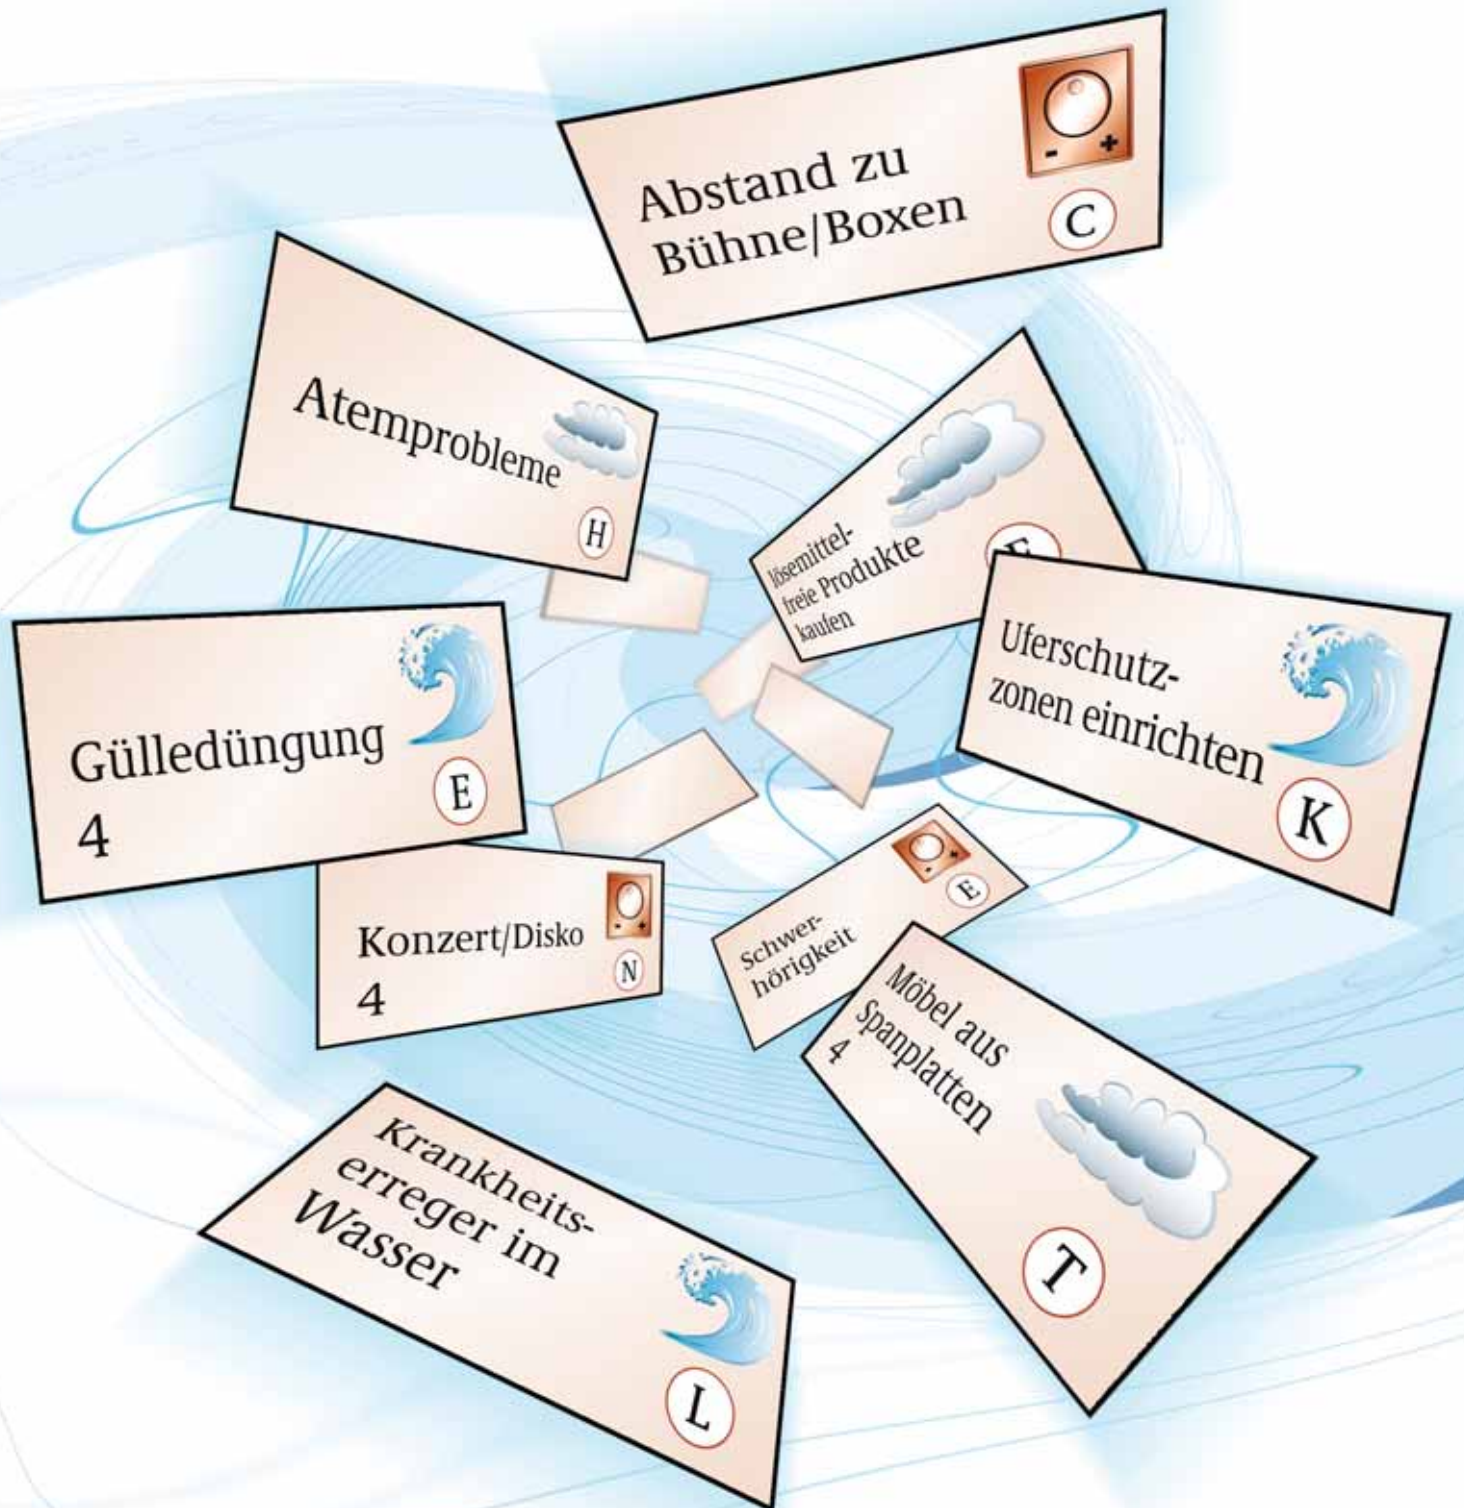 Abstand zu
Bühne/Boxen
- +
C
Atemprobleme
H
lösemittel-
freie Produkte
kaufen
Uferschutz-
zonen einrichten
K
Gülledüngung
4
E
Konzert/Disko
4
- +
N
Schwer-
hörigkeit
- +
E
Möbel aus
Spanplatten
4
T
Krankheits-
erreger im
Wasser
L